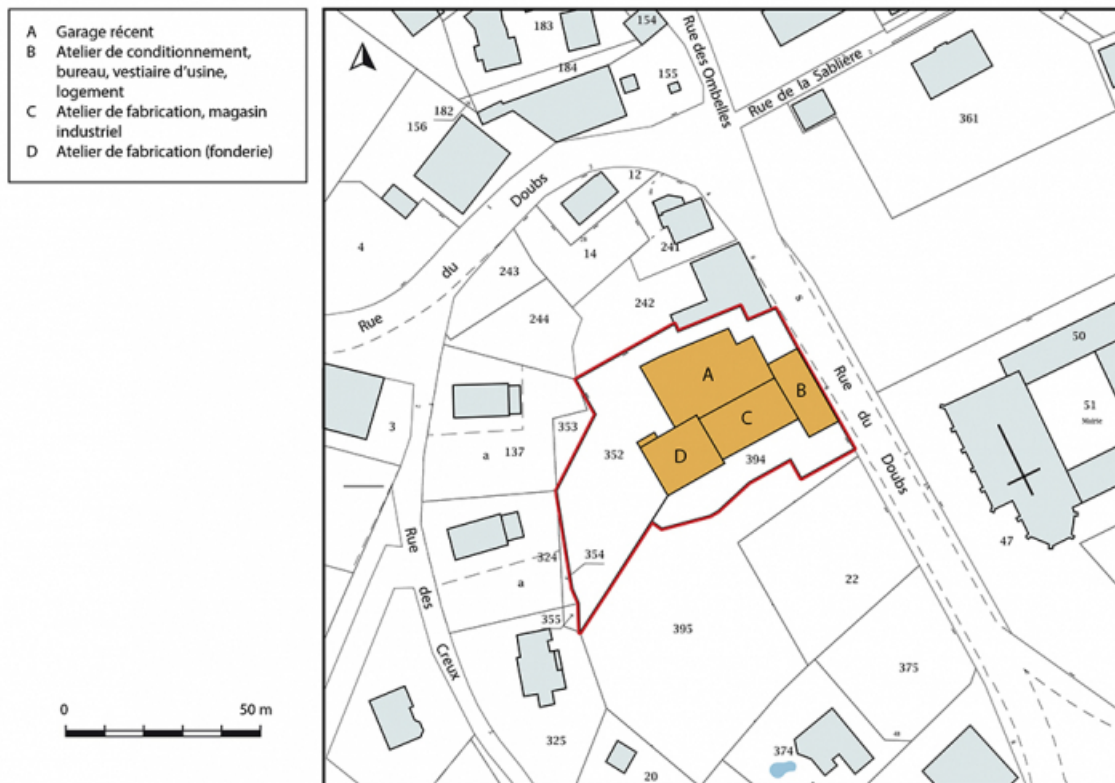 A Garage récent
B Atelier de conditionnement,
bureau, vestiaire d'usine,
logement
C Atelier de fabrication, magasin
industriel
D Atelier de fabrication (fonderie)
0 50 m
183
154
Rue des Ombelles
184
155
Rue de la Sablière
182
156
361
12
Doubs
4
du
Rue
243
14
241
242
244
50
51
Mairie
A
B
C
D
Rue
du
Doubs
3
353
a 137
352
394
47
Rue
324
354
a
des
22
355
395
Creux
375
325
374
20